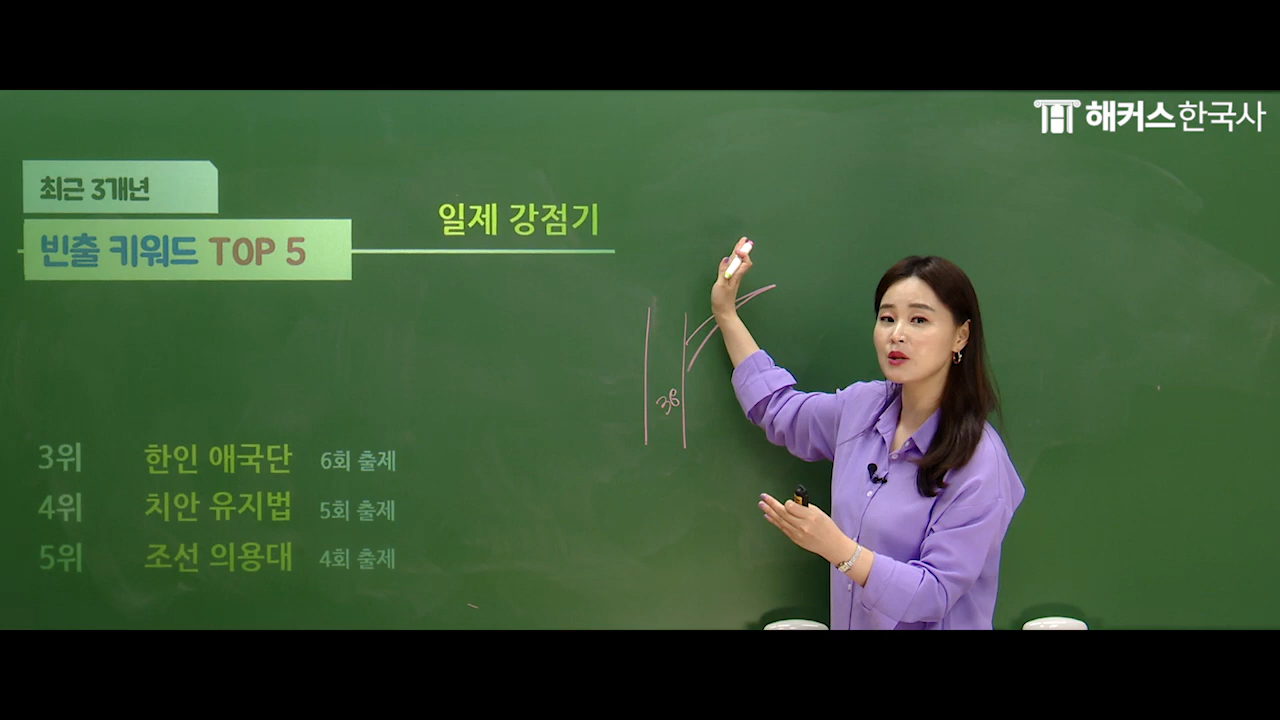 해커스한국사
최근 3개년
빈출 키워드 TOP 5
일제 강점기
38
3위 한인 애국단 6회 출제
4위 치안 유지법 5회 출제
5위 조선 의용대 4회 출제